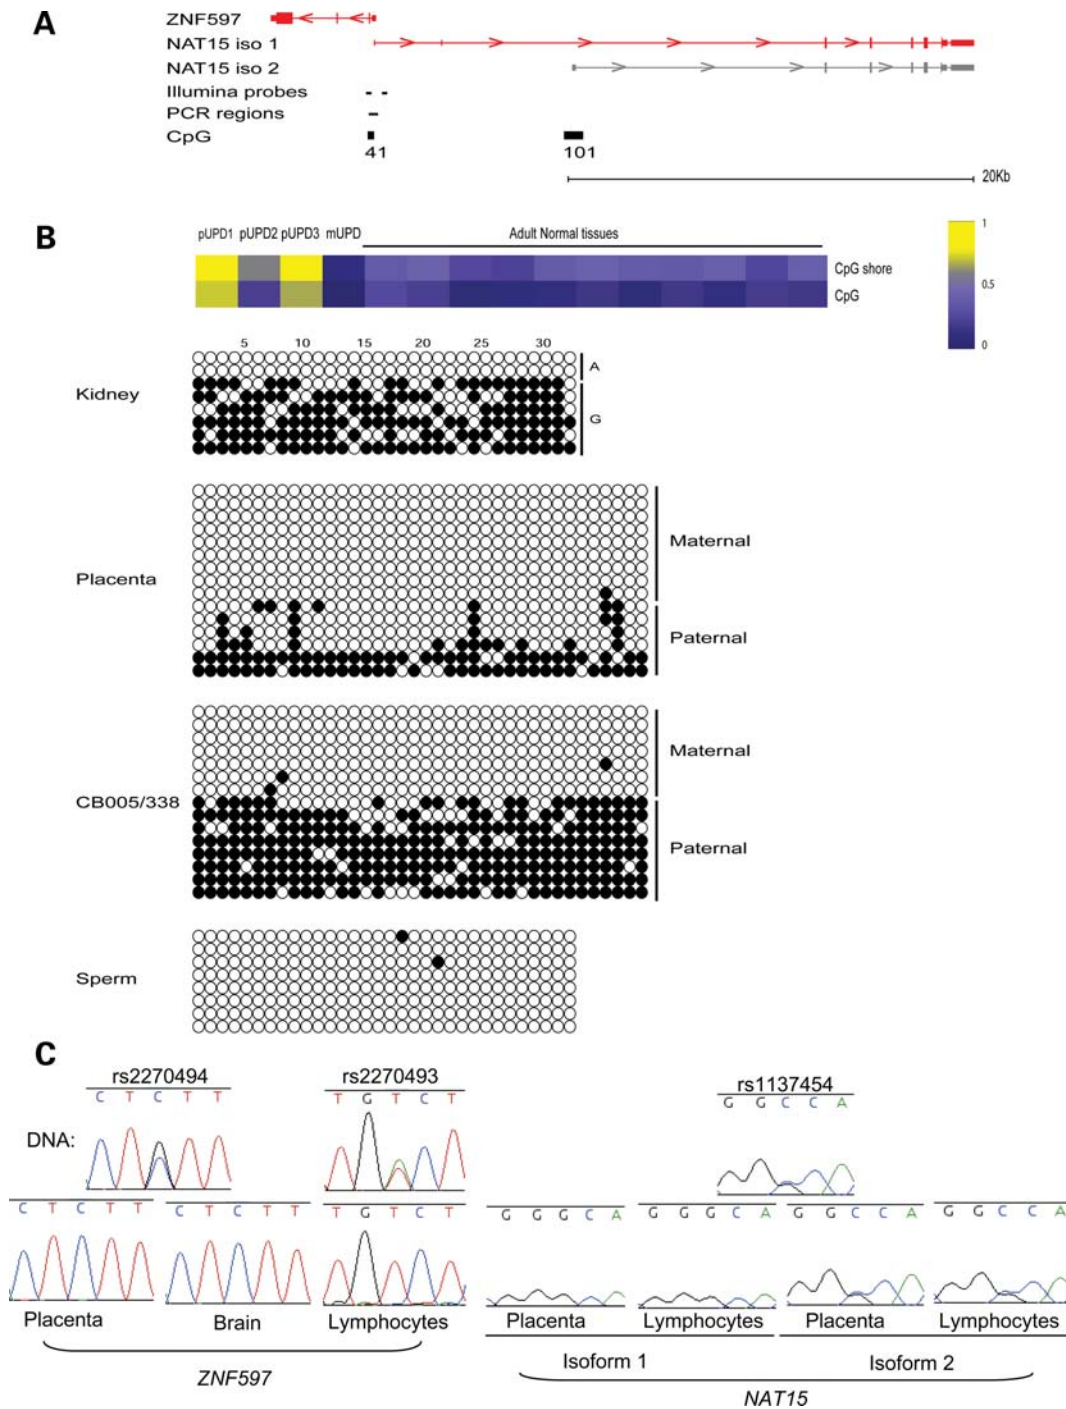 A
ZNF597
NAT15 iso 1
NAT15 iso 2
Illumina probes
PCR regions
CpG
41 101
20Kb
B
pUPD1 pUPD2 pUPD3 mUPD Adult Normal tissues
CpG shore
CpG
1
0.5
0
5 10 15 20 25 30
Kidney
A
G
Placenta
Maternal
Paternal
CB005/338
Maternal
Paternal
Sperm
C
rs2270494 rs2270493 rs1137454
C T C T T T G T C T G G C C A
DNA:
C T C T T C T C T T T G T C T G G G C A G G G C A G G C C A G G C C A
Placenta Brain Lymphocytes Placenta Lymphocytes Placenta Lymphocytes
Isoform 1 Isoform 2
ZNF597 NAT15